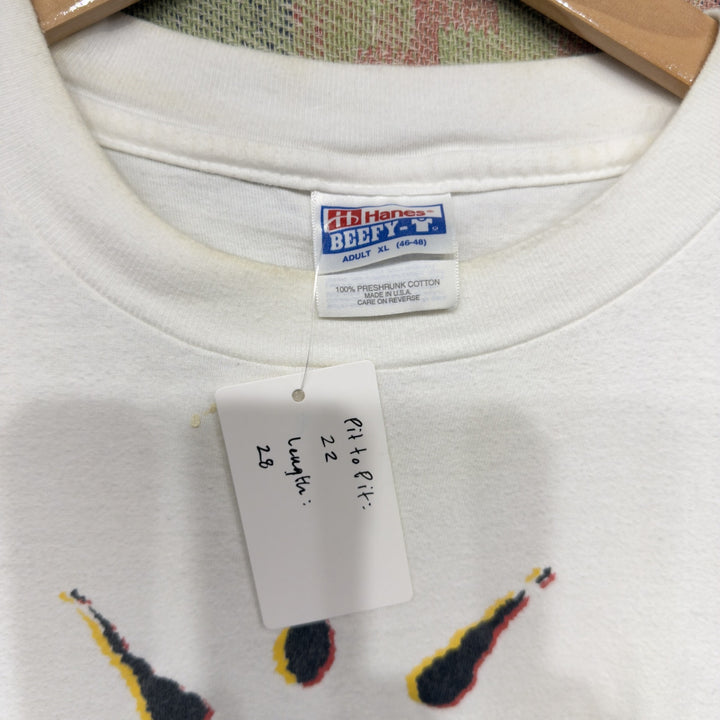 Hanes
BEEFY-T
ADULT XL (46-48)
100% PRESHRUNK COTTON
MADE IN U.S.A.
CARE ON REVERSE
Pit to Pit:
22
Length:
28